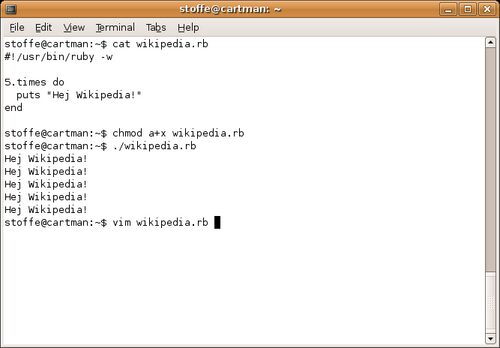 stoffe@cartman: ~
File Edit View Terminal Tabs Help
stoffe@cartman:~$ cat wikipedia.rb
#!/usr/bin/ruby -w
5.times do
  puts "Hej Wikipedia!"
end
stoffe@cartman:~$ chmod a+x wikipedia.rb
stoffe@cartman:~$ ./wikipedia.rb
Hej Wikipedia!
Hej Wikipedia!
Hej Wikipedia!
Hej Wikipedia!
Hej Wikipedia!
stoffe@cartman:~$ vim wikipedia.rb